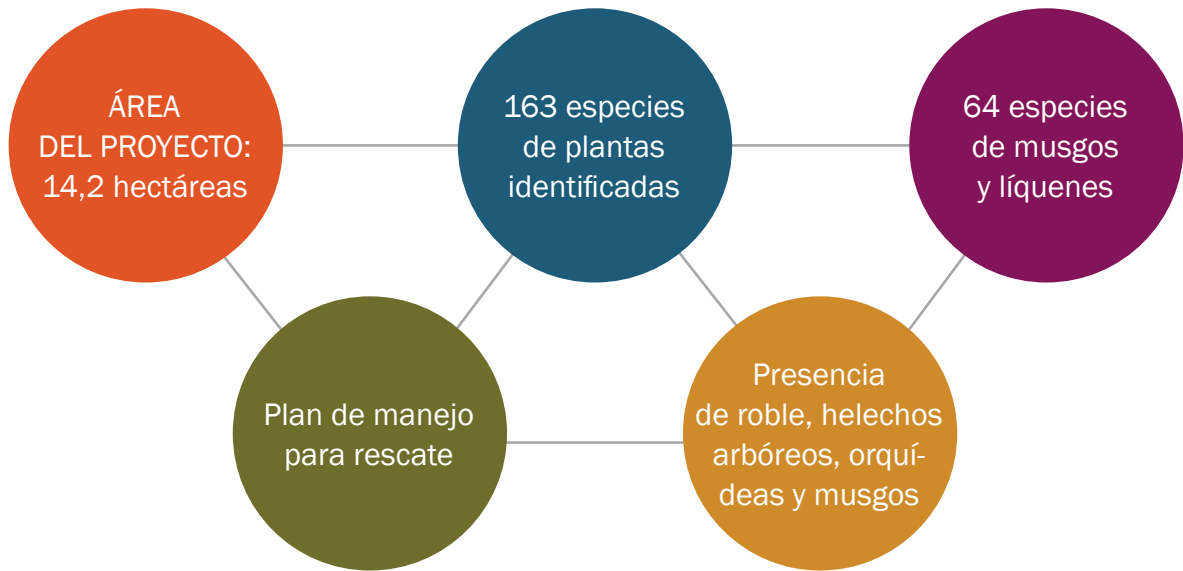 ÁREA
DEL PROYECTO:
14,2 hectáreas
163 especies
de plantas
identificadas
64 especies
de musgos
y líquenes
Plan de manejo
para rescate
Presencia
de roble, helechos
arbóreos, orquí-
deas y musgos